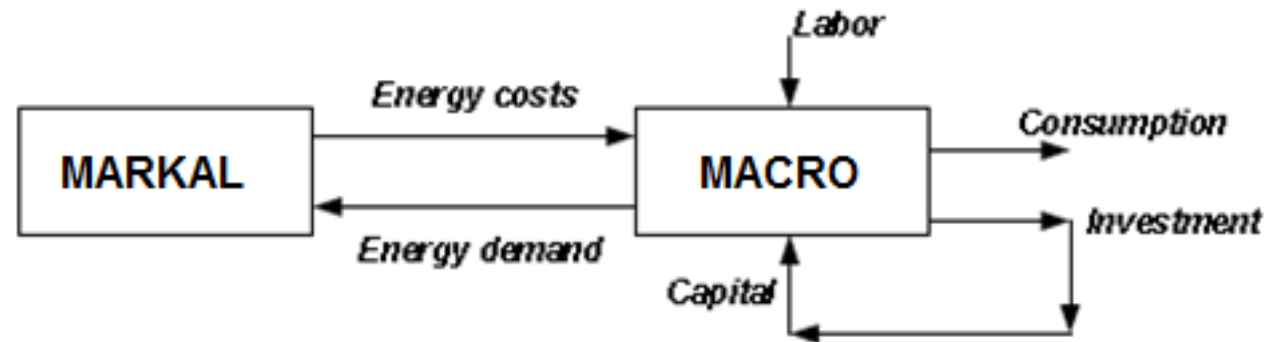 Labor
Energy costs
Consumption
MARKAL
MACRO
Investment
Energy demand
Capital